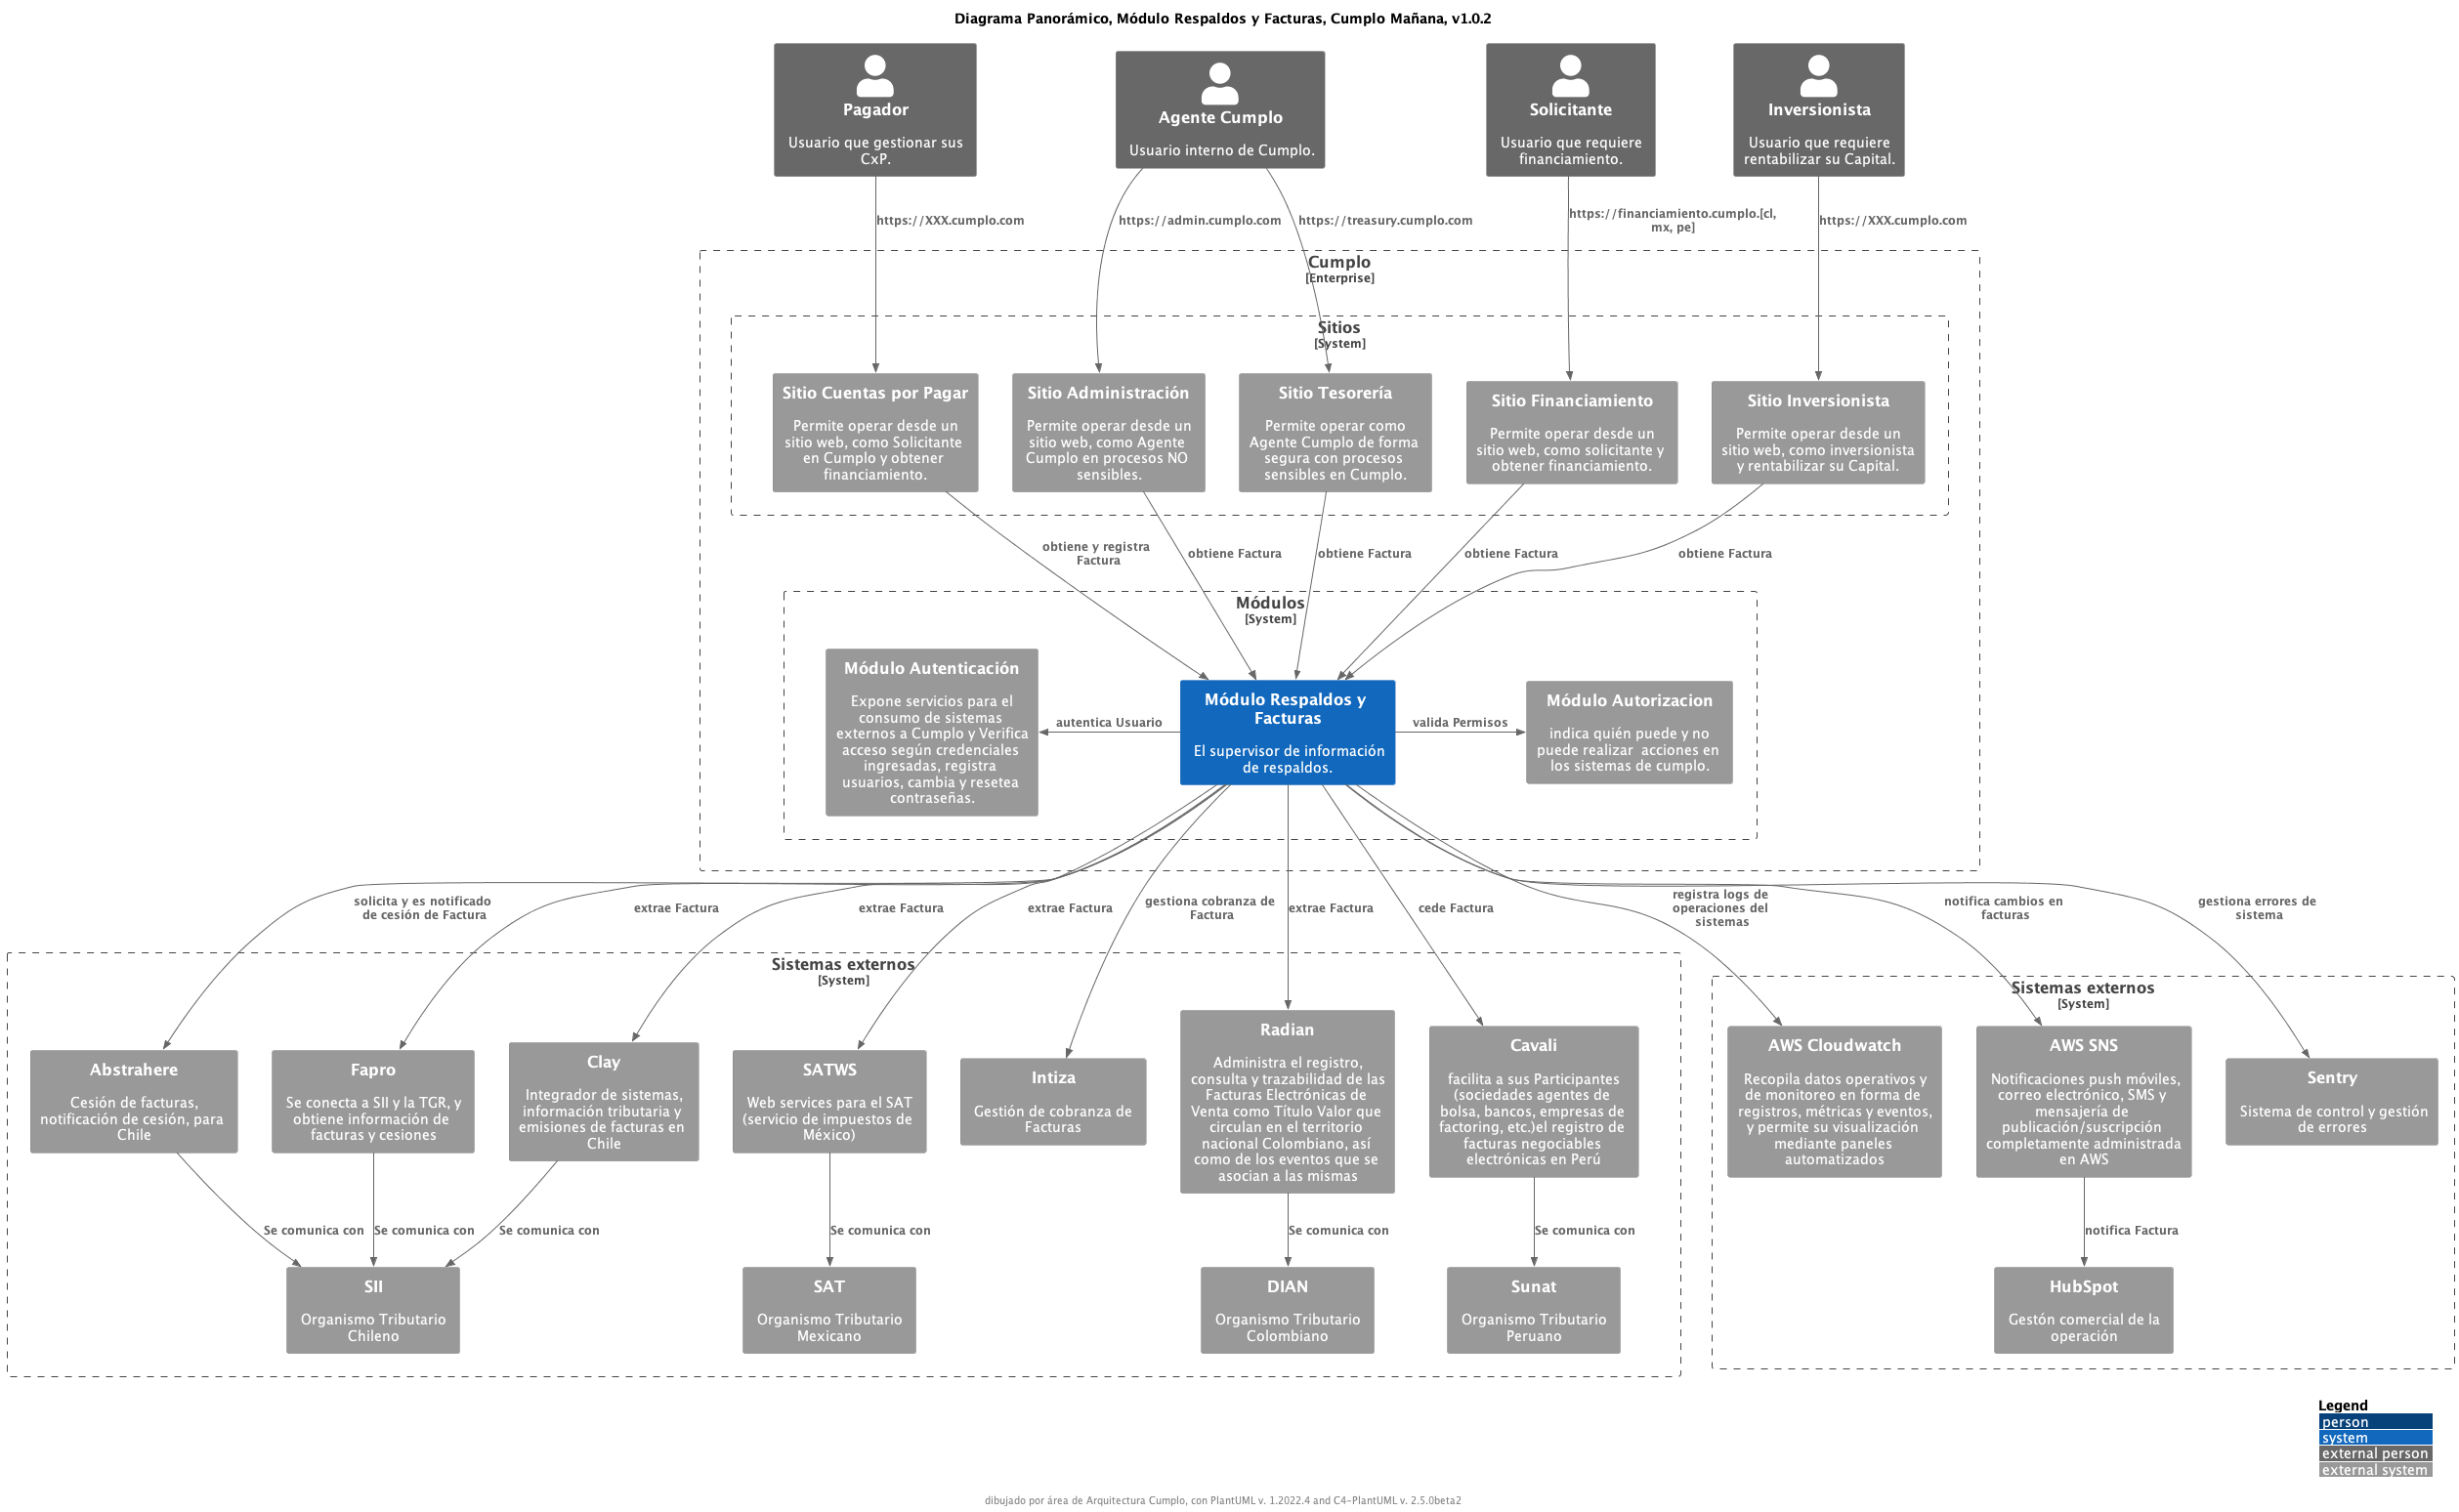 Diagrama Panorámico, Módulo Respaldos y Facturas, Cumplo Mañana, v1.0.2
Pagador
Usuario que gestionar sus
CxP.
Agente Cumplo
Usuario interno de Cumplo.
Solicitante
Usuario que requiere
financiamiento.
Inversionista
Usuario que requiere
rentabilizar su Capital.
https://XXX.cumplo.com
https://admin.cumplo.com
https://treasury.cumplo.com
https://financiamiento.cumplo.[cl,
mx, pe]
https://XXX.cumplo.com
Cumplo
[Enterprise]
Sitios
[System]
Sitio Cuentas por Pagar
Permite operar desde un
sitio web, como Solicitante
en Cumplo y obtener
financiamiento.
Sitio Administración
Permite operar desde un
sitio web, como Agente
Cumplo en procesos NO
sensibles.
Sitio Tesorería
Permite operar como
Agente Cumplo de forma
segura con procesos
sensibles en Cumplo.
Sitio Financiamiento
Permite operar desde un
sitio web, como solicitante y
obtener financiamiento.
Sitio Inversionista
Permite operar desde un
sitio web, como inversionista
y rentabilizar su Capital.
obtiene y registra
Factura
obtiene Factura
obtiene Factura
obtiene Factura
obtiene Factura
Módulos
[System]
Módulo Autenticación
Expone servicios para el
consumo de sistemas
externos a Cumplo y Verifica
acceso según credenciales
ingresadas, registra
usuarios, cambia y resetea
contraseñas.
autentica Usuario
Módulo Respaldos y
Facturas
El supervisor de información
de respaldos.
valida Permisos
Módulo Autorizacion
indica quién puede y no
puede realizar  acciones en
los sistemas de cumplo.
solicita y es notificado
de cesión de Factura
extrae Factura
extrae Factura
extrae Factura
gestiona cobranza de
Factura
extrae Factura
cede Factura
registra logs de
operaciones del
sistemas
notifica cambios en
facturas
gestiona errores de
sistema
Sistemas externos
[System]
Abstrahere
Cesión de facturas,
notificación de cesión, para
Chile
Fapro
Se conecta a SII y la TGR, y
obtiene información de
facturas y cesiones
Clay
Integrador de sistemas,
información tributaria y
emisiones de facturas en
Chile
SATWS
Web services para el SAT
(servicio de impuestos de
México)
Intiza
Gestión de cobranza de
Facturas
Radian
Administra el registro,
consulta y trazabilidad de las
Facturas Electrónicas de
Venta como Título Valor que
circulan en el territorio
nacional Colombiano, así
como de los eventos que se
asocian a las mismas
Cavali
facilita a sus Participantes
(sociedades agentes de
bolsa, bancos, empresas de
factoring, etc.)el registro de
facturas negociables
electrónicas en Perú
Sistemas externos
[System]
AWS Cloudwatch
Recopila datos operativos y
de monitoreo en forma de
registros, métricas y eventos,
y permite su visualización
mediante paneles
automatizados
AWS SNS
Notificaciones push móviles,
correo electrónico, SMS y
mensajería de
publicación/suscripción
completamente administrada
en AWS
Sentry
Sistema de control y gestión
de errores
Se comunica con
Se comunica con
Se comunica con
Se comunica con
Se comunica con
Se comunica con
notifica Factura
SII
Organismo Tributario
Chileno
SAT
Organismo Tributario
Mexicano
DIAN
Organismo Tributario
Colombiano
Sunat
Organismo Tributario
Peruano
HubSpot
Gestón comercial de la
operación
Legend
person
system
external person
external system
dibujado por área de Arquitectura Cumplo, con PlantUML v. 1.2022.4 and C4-PlantUML v. 2.5.0beta2